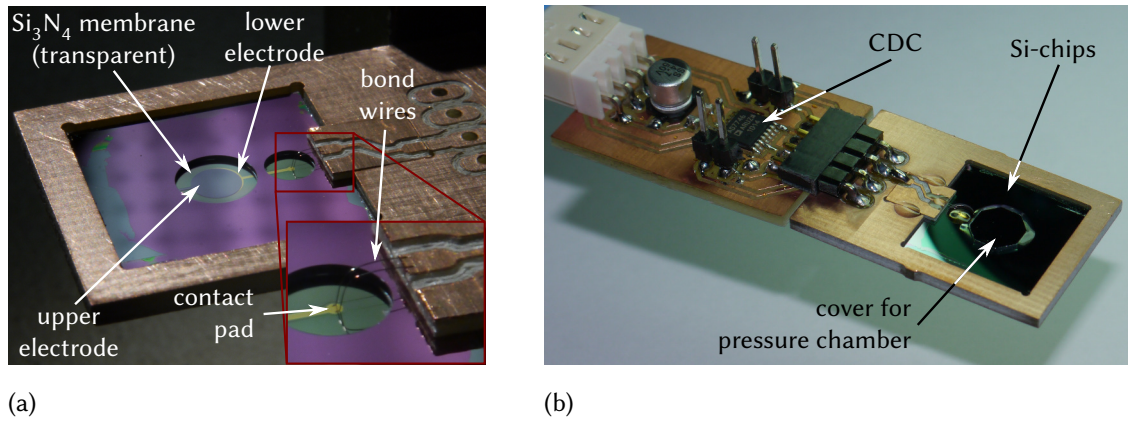 Si₃N₄ membrane
(transparent)
lower
electrode
bond
wires
contact
pad
upper
electrode
(a)
CDC
Si-chips
cover for
pressure chamber
(b)